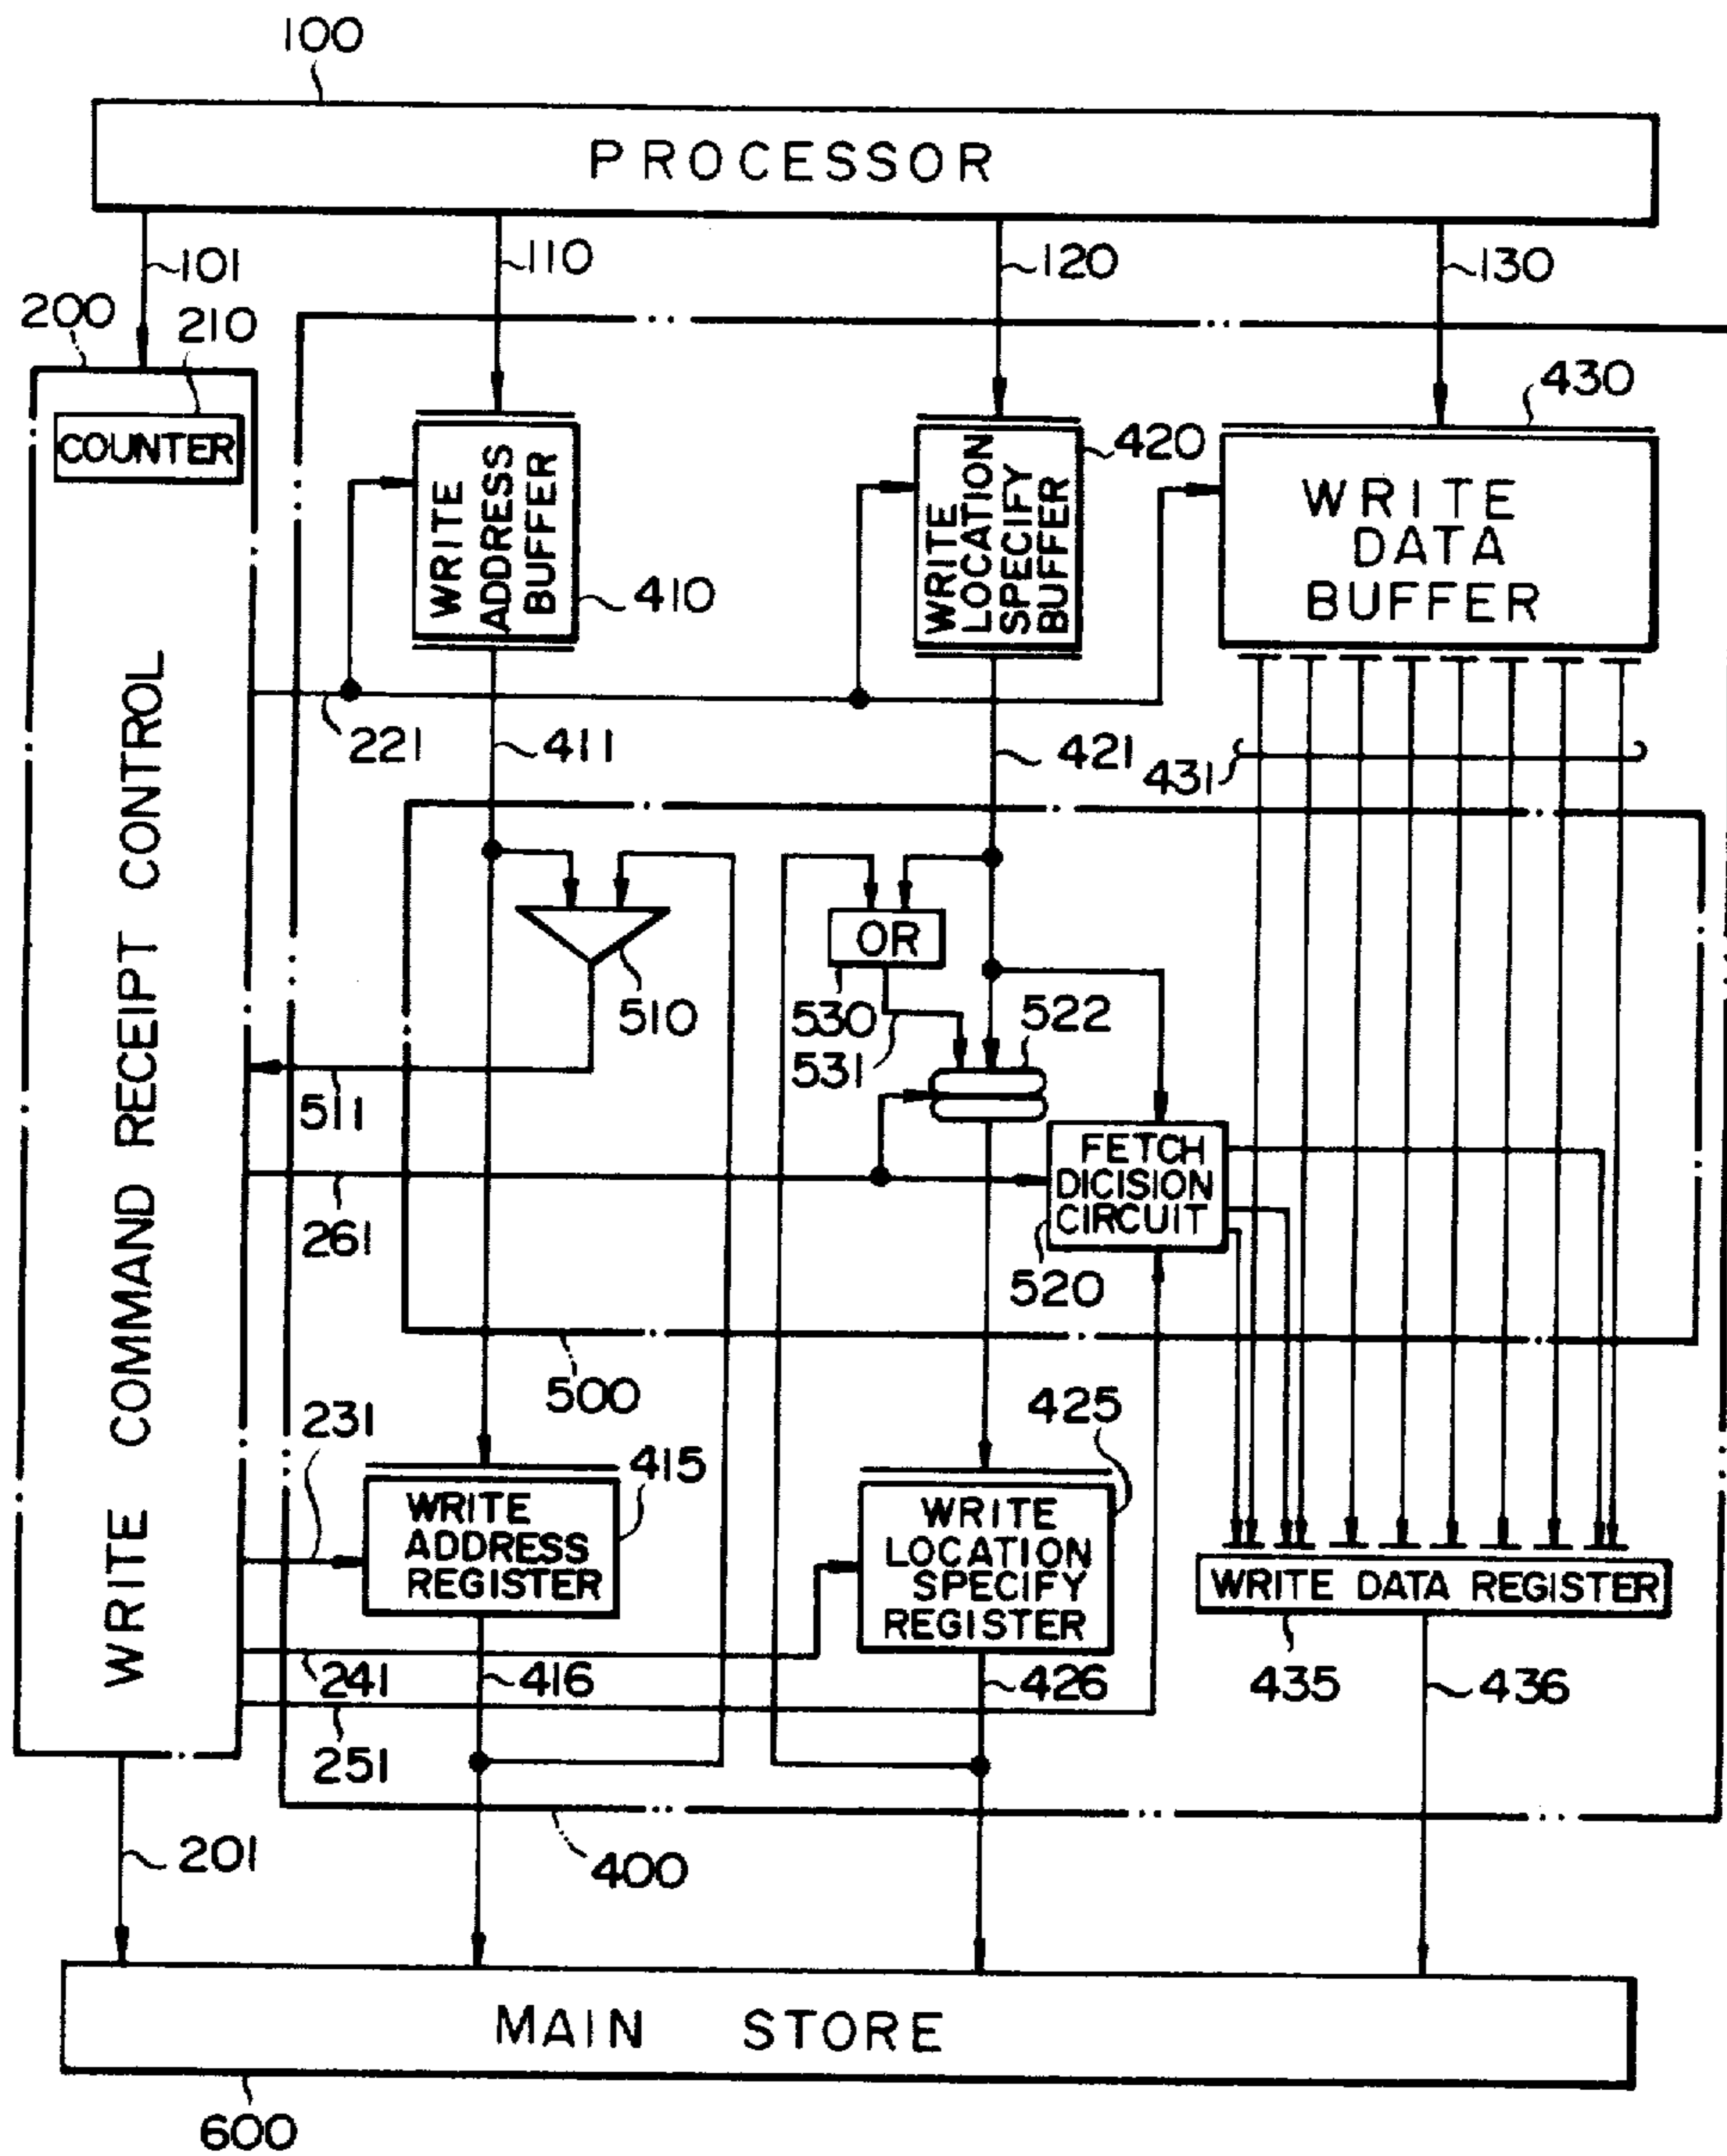 100
PROCESSOR
101
110
120
130
200
210
COUNTER
WRITE
ADDRESS
BUFFER
410
WRITE
LOCATION
SPECIFY
BUFFER
420
430
WRITE
DATA
BUFFER
WRITE COMMAND RECEIPT CONTROL
221
411
421
431
510
OR
530
531
522
511
261
FETCH
DICISION
CIRCUIT
520
500
231
415
425
WRITE
ADDRESS
REGISTER
WRITE
LOCATION
SPECIFY
REGISTER
WRITE DATA REGISTER
241
416
426
435
436
251
201
400
MAIN STORE
600